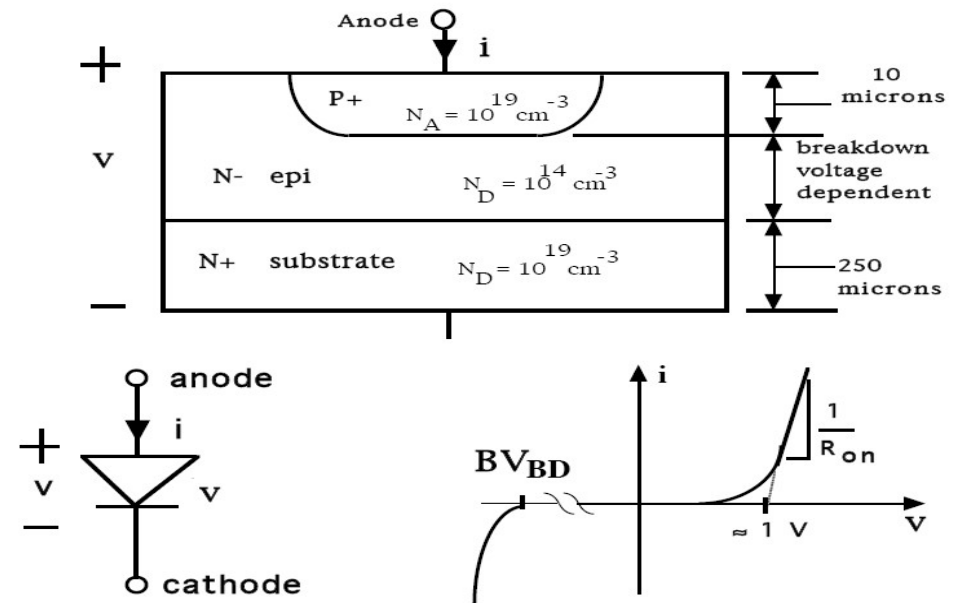 Anode
i
+
v
−
P+
N_A = 10^19 cm^-3
10
microns
N- epi
N_D = 10^14 cm^-3
breakdown
voltage
dependent
N+ substrate
N_D = 10^19 cm^-3
250
microns
anode
i
+
v
−
v
cathode
i
BV_BD
1
R_on
≈ 1 V
v